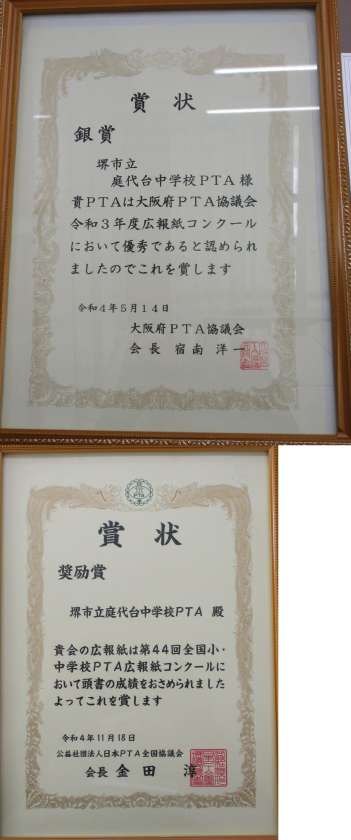 賞状
銀賞
堺市立
庭代台中学校PTA様
貴PTAは大阪府PTA協議会
令和3年度広報紙コンクール
において優秀であると認められ
ましたのでこれを賞します
令和4年5月14日
大阪府PTA協議会
会長 宿南洋一
賞状
奨励賞
堺市立庭代台中学校PTA 殿
貴会の広報紙は第44回全国小・
中学校PTA広報紙コンクールに
おいて頭書の成績をおさめられました
よってこれを賞します
令和4年11月18日
公益社団法人日本PTA全国協議会
会長 金田 淳